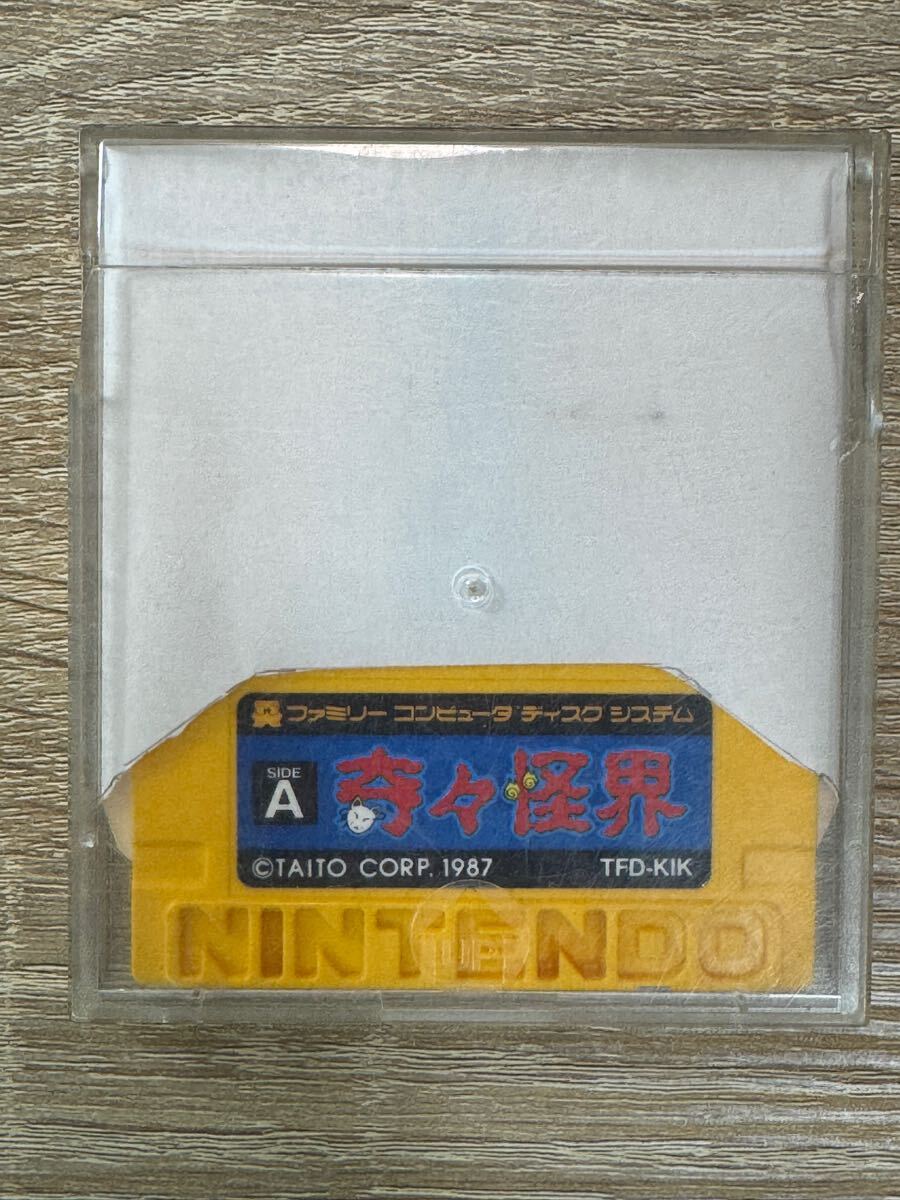 ファミリー コンピュータ ディスク システム
SIDE
A
奇々怪界
©TAITO CORP. 1987 TFD-KIK
NINTENDO